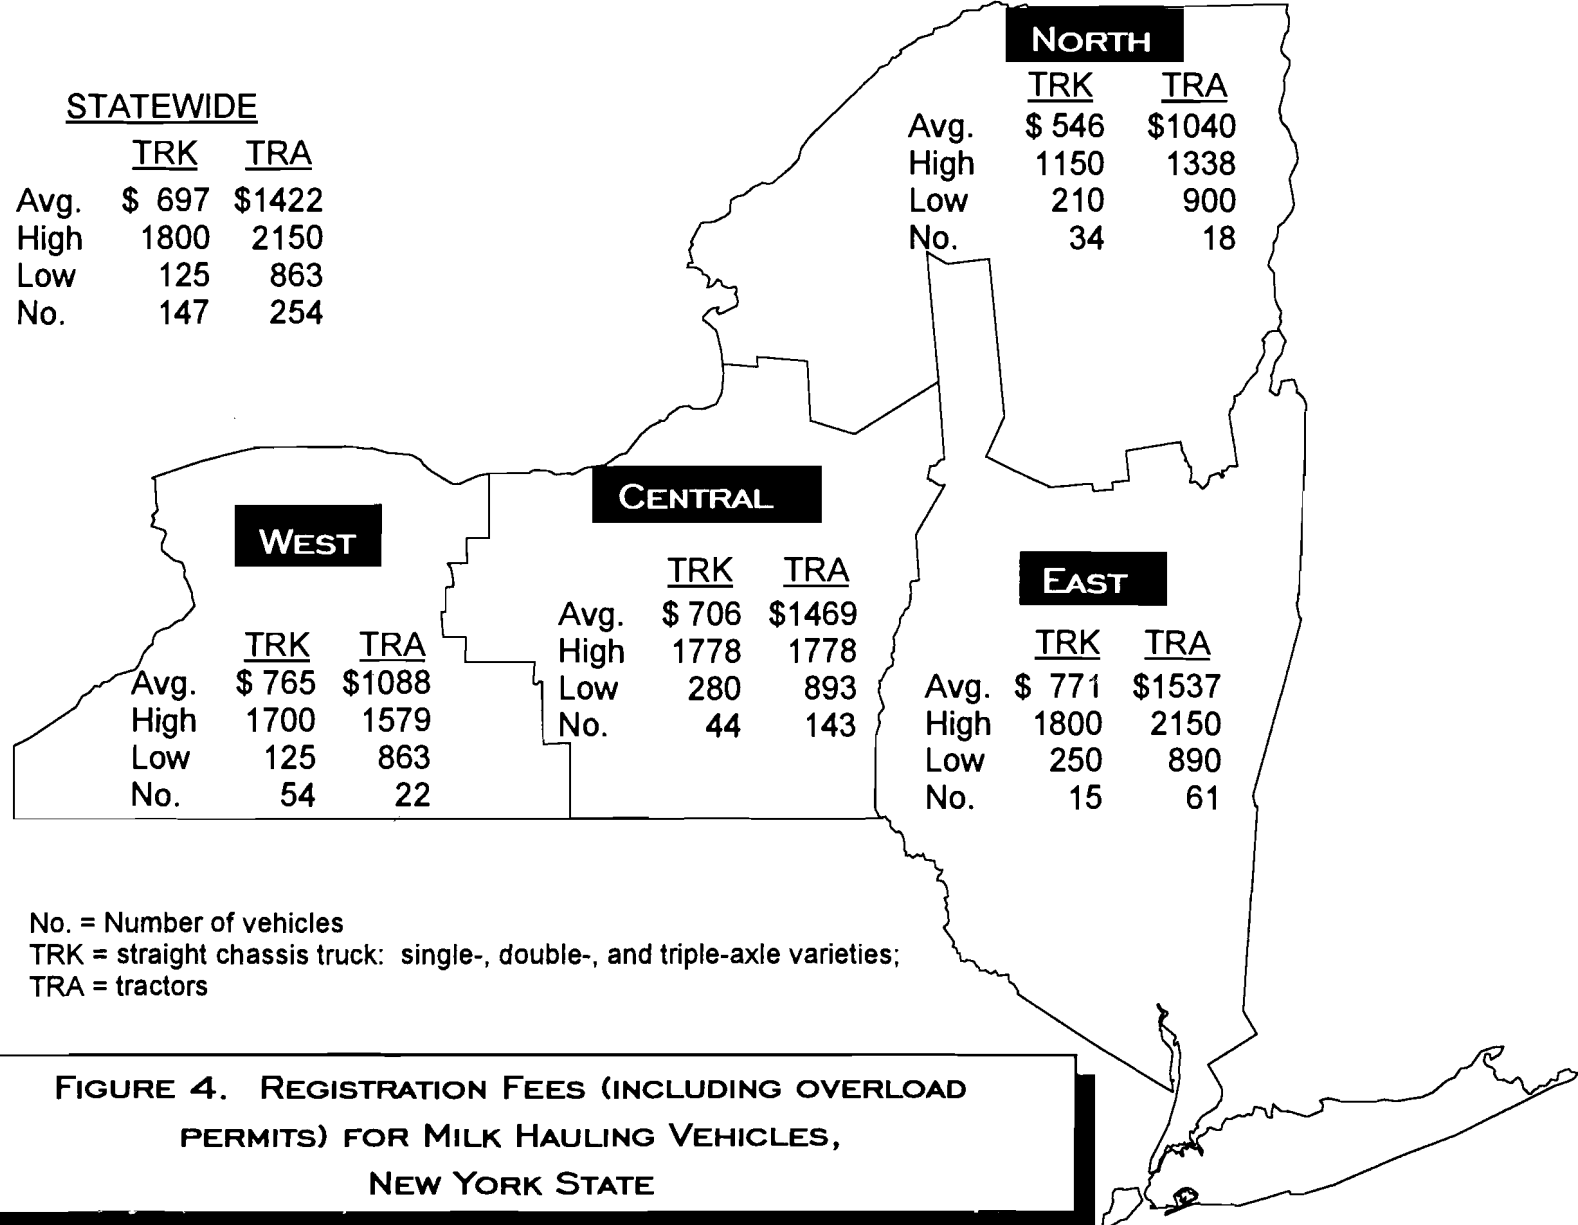 STATEWIDE
TRK TRA
Avg. $ 697 $1422
High 1800 2150
Low 125 863
No. 147 254
NORTH
TRK TRA
Avg. $ 546 $1040
High 1150 1338
Low 210 900
No. 34 18
WEST
TRK TRA
Avg. $ 765 $1088
High 1700 1579
Low 125 863
No. 54 22
CENTRAL
TRK TRA
Avg. $ 706 $1469
High 1778 1778
Low 280 893
No. 44 143
EAST
TRK TRA
Avg. $ 771 $1537
High 1800 2150
Low 250 890
No. 15 61
No. = Number of vehicles
TRK = straight chassis truck: single-, double-, and triple-axle varieties;
TRA = tractors
FIGURE 4. REGISTRATION FEES (INCLUDING OVERLOAD
PERMITS) FOR MILK HAULING VEHICLES,
NEW YORK STATE